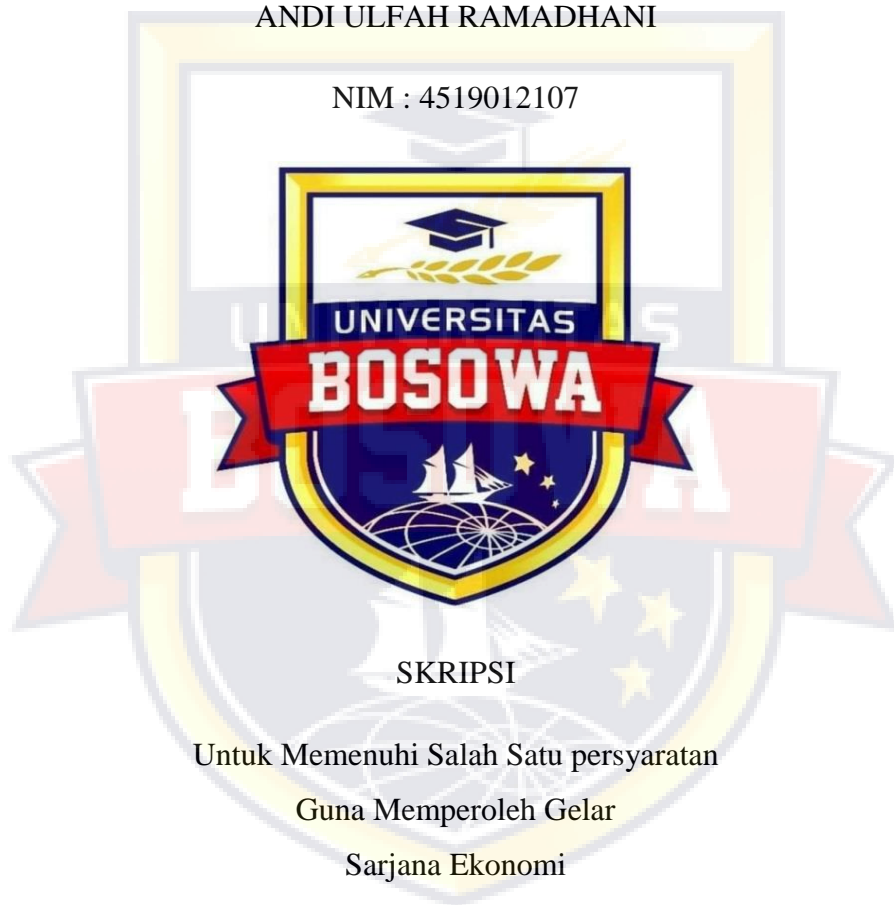 ANDI ULFAH RAMADHANI
NIM : 4519012107
UNIVERSITAS
BOSOWA
SKRIPSI
Untuk Memenuhi Salah Satu persyaratan
Guna Memperoleh Gelar
Sarjana Ekonomi